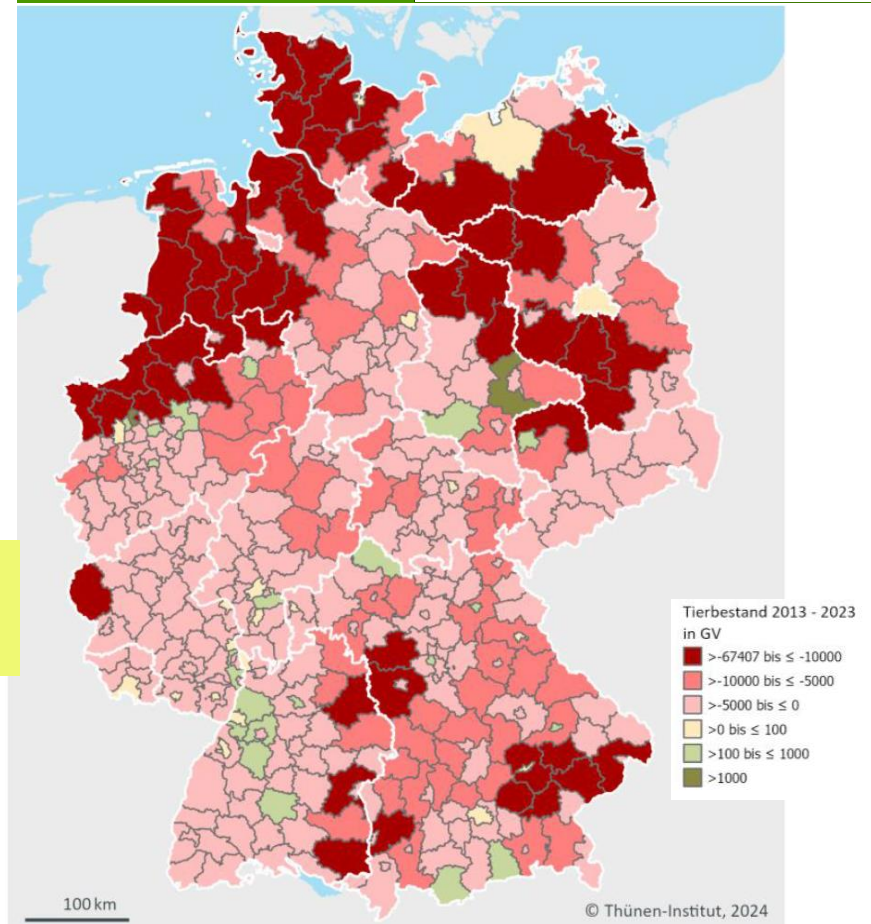 Tierbestand 2013 - 2023
in GV
>-67407 bis ≤ -10000
>-10000 bis ≤ -5000
>-5000 bis ≤ 0
>0 bis ≤ 100
>100 bis ≤ 1000
>1000
100 km
© Thünen-Institut, 2024